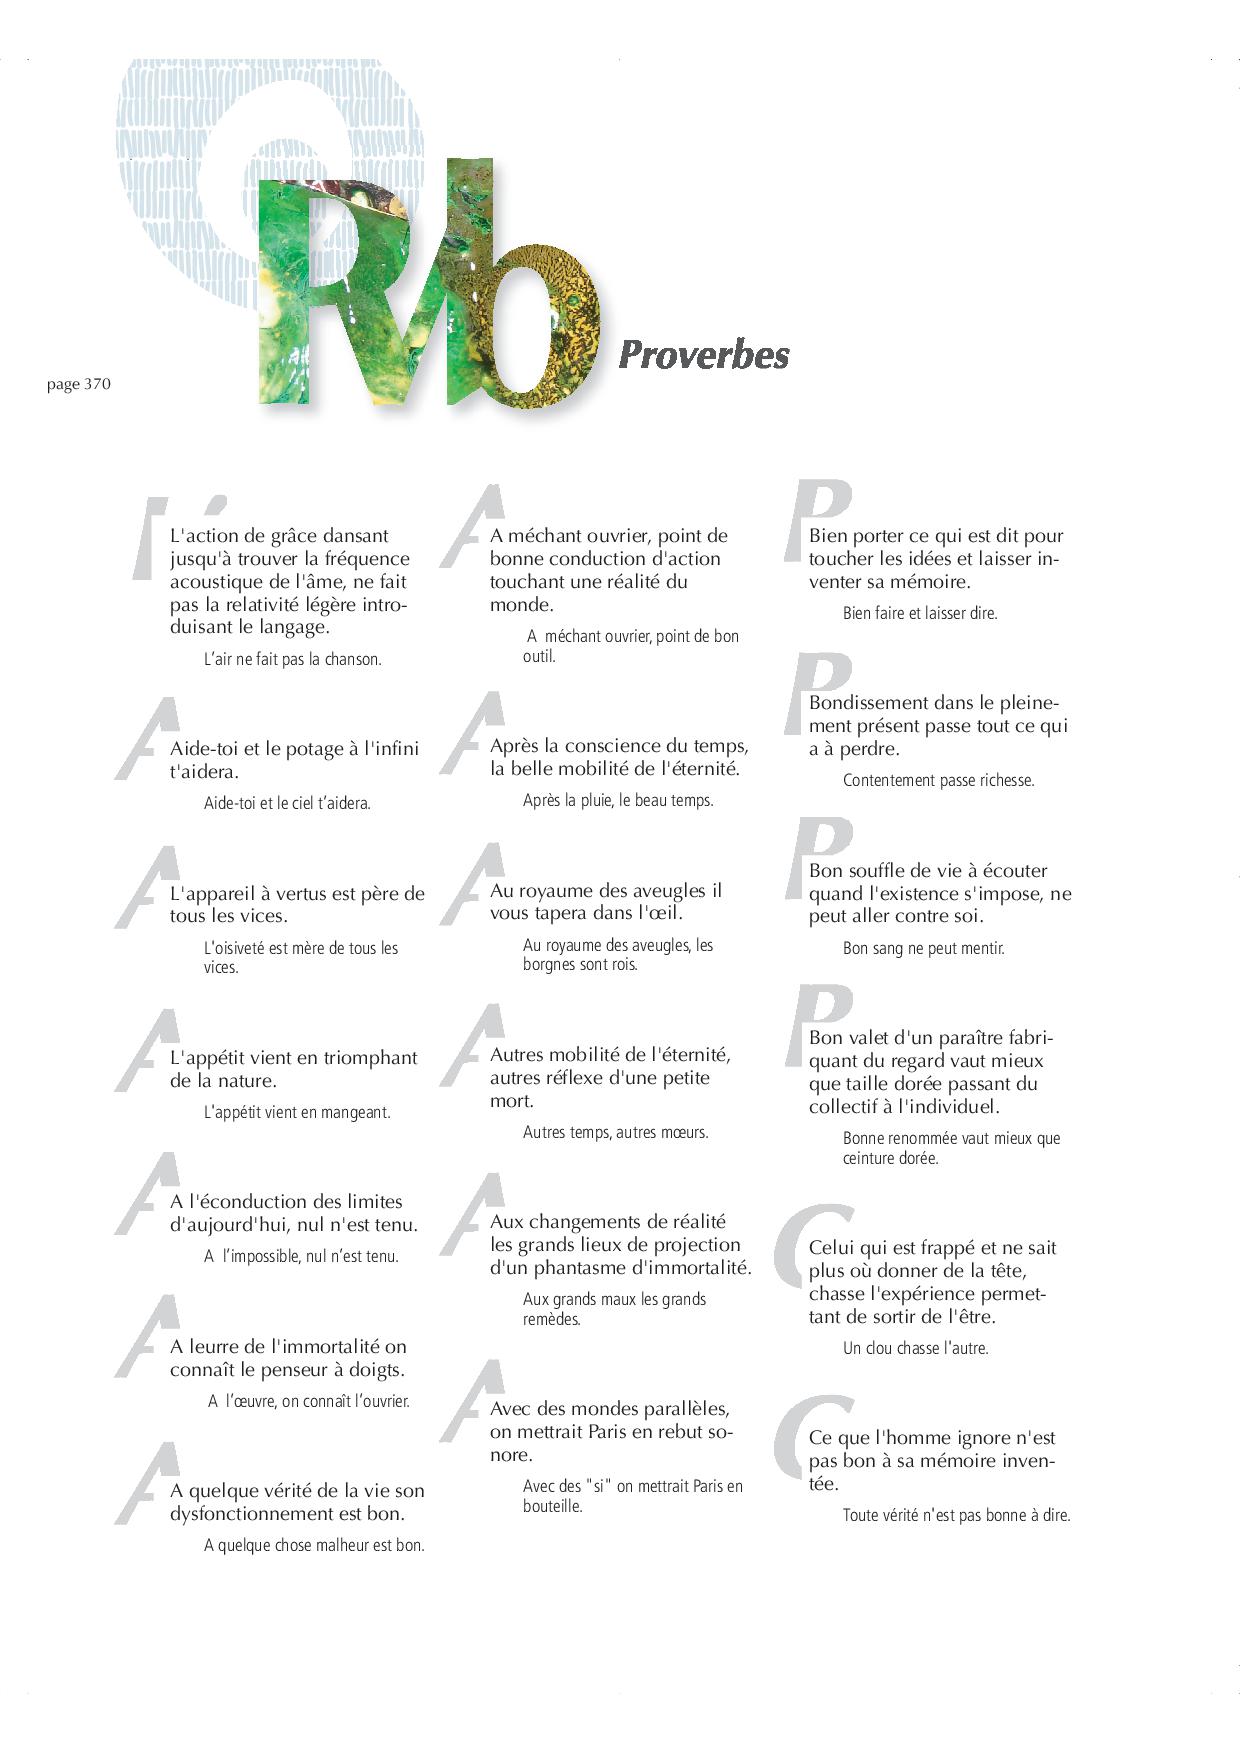 PRvb
Proverbes
page 370
L'action de grâce dansant
jusqu'à trouver la fréquence
acoustique de l'âme, ne fait
pas la relativité légère intro-
duisant le langage.
L'air ne fait pas la chanson.
A
Aide-toi et le potage à l'infini
t'aidera.
Aide-toi et le ciel t'aidera.
A
L'appareil à vertus est père de
tous les vices.
L'oisiveté est mère de tous les
vices.
A
L'appétit vient en triomphant
de la nature.
L'appétit vient en mangeant.
A
A l'éconduction des limites
d'aujourd'hui, nul n'est tenu.
A l'impossible, nul n'est tenu.
A
A leurre de l'immortalité on
connaît le penseur à doigts.
A l'œuvre, on connaît l'ouvrier.
A
A quelque vérité de la vie son
dysfonctionnement est bon.
A quelque chose malheur est bon.
A
A méchant ouvrier, point de
bonne conduction d'action
touchant une réalité du
monde.
A méchant ouvrier, point de bon
outil.
A
Après la conscience du temps,
la belle mobilité de l'éternité.
Après la pluie, le beau temps.
A
Au royaume des aveugles il
vous tapera dans l'œil.
Au royaume des aveugles, les
borgnes sont rois.
A
Autres mobilité de l'éternité,
autres réflexe d'une petite
mort.
Autres temps, autres mœurs.
A
Aux changements de réalité
les grands lieux de projection
d'un phantasme d'immortalité.
Aux grands maux les grands
remèdes.
A
Avec des mondes parallèles,
on mettrait Paris en rebut so-
nore.
Avec des "si" on mettrait Paris en
bouteille.
P
Bien porter ce qui est dit pour
toucher les idées et laisser in-
venter sa mémoire.
Bien faire et laisser dire.
P
Bondissement dans le pleine-
ment présent passe tout ce qui
a à perdre.
Contentement passe richesse.
P
Bon souffle de vie à écouter
quand l'existence s'impose, ne
peut aller contre soi.
Bon sang ne peut mentir.
P
Bon valet d'un paraître fabri-
quant du regard vaut mieux
que taille dorée passant du
collectif à l'individuel.
Bonne renommée vaut mieux que
ceinture dorée.
C
Celui qui est frappé et ne sait
plus où donner de la tête,
chasse l'expérience permet-
tant de sortir de l'être.
Un clou chasse l'autre.
C
Ce que l'homme ignore n'est
pas bon à sa mémoire inven-
tée.
Toute vérité n'est pas bonne à dire.